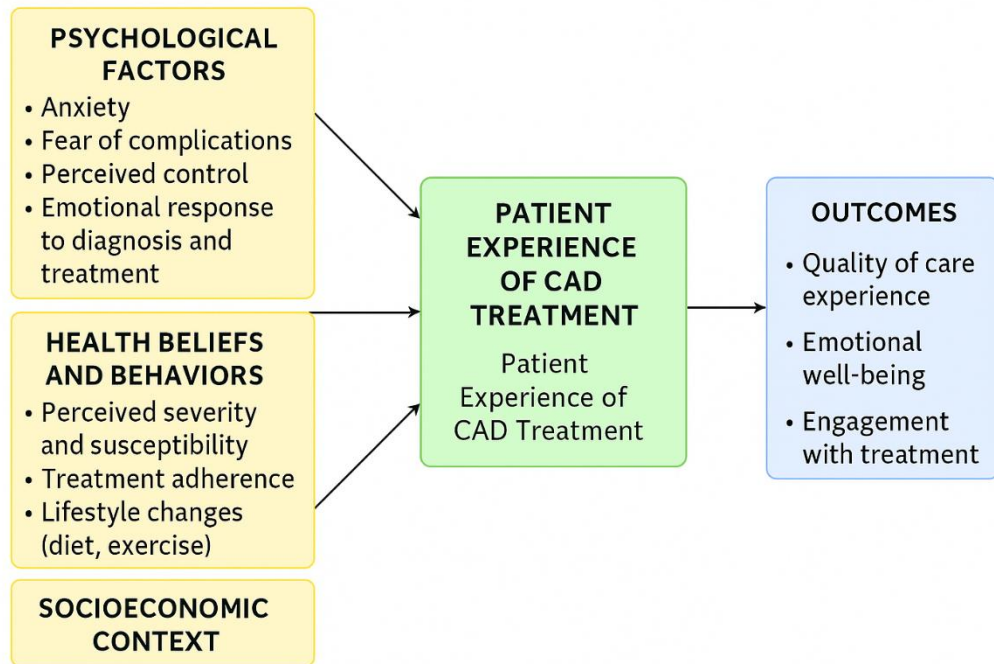 PSYCHOLOGICAL
FACTORS
• Anxiety
• Fear of complications
• Perceived control
• Emotional response
to diagnosis and
treatment
HEALTH BELIEFS
AND BEHAVIORS
• Perceived severity
and susceptibility
• Treatment adherence
• Lifestyle changes
(diet, exercise)
SOCIOECONOMIC
CONTEXT
PATIENT
EXPERIENCE
OF CAD
TREATMENT
Patient
Experience of
CAD Treatment
OUTCOMES
• Quality of care
experience
• Emotional
well-being
• Engagement
with treatment